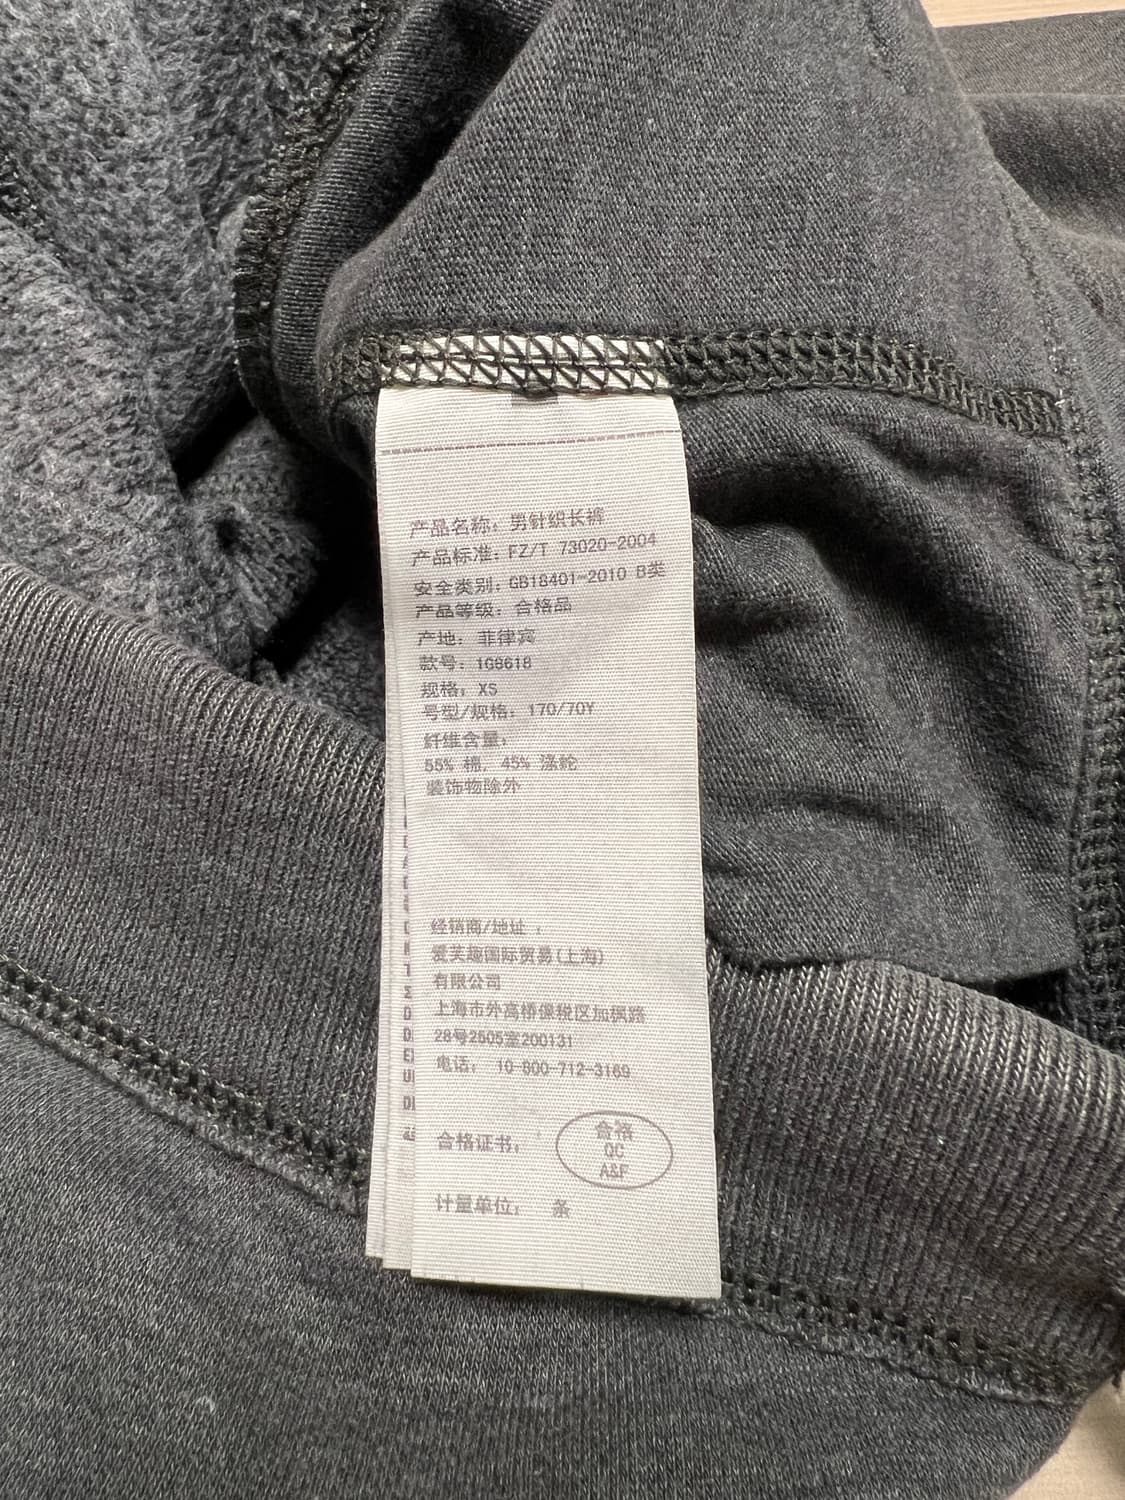 产品名称：男针织长裤
产品标准：FZ/T 73020-2004
安全类别：GB18401-2010 B类
产品等级：合格品
产地：菲律宾
款号：1G8618
规格：XS
号型/规格：170/70Y
纤维含量：
55% 棉，45% 涤纶
装饰物除外
经销商/地址：
爱芙趣国际贸易(上海)
有限公司
上海市外高桥保税区加枫路
28号2505室200131
电话： 10-800-712-3169
合格证书：
合格
QC
A&F
计量单位： 条